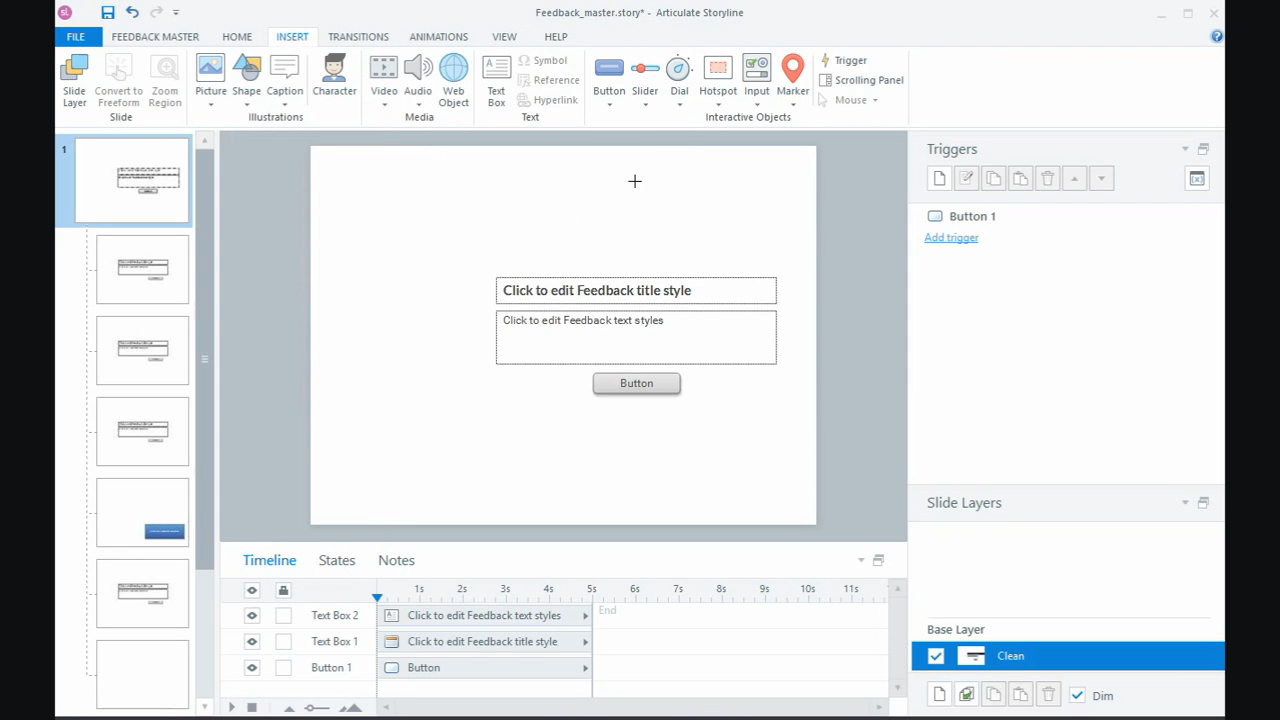 Feedback_master.story* - Articulate Storyline
FILE
FEEDBACK MASTER
HOME
INSERT
TRANSITIONS
ANIMATIONS
VIEW
HELP
Slide Layer
Convert to Freeform
Zoom Region
Slide
Picture
Shape
Caption
Character
Illustrations
Video
Audio
Web Object
Media
Text Box
Symbol
Reference
Hyperlink
Text
Button
Slider
Dial
Hotspot
Input
Marker
Trigger
Scrolling Panel
Mouse
Interactive Objects
1
Click to edit Feedback title style
Click to edit Feedback text styles
Button
Triggers
Button 1
Add trigger
Slide Layers
Base Layer
Clean
Dim
Timeline
States
Notes
1s 2s 3s 4s 5s 6s 7s 8s 9s 10s 11s
Text Box 2
Click to edit Feedback text styles
End
Text Box 1
Click to edit Feedback title style
Button 1
Button